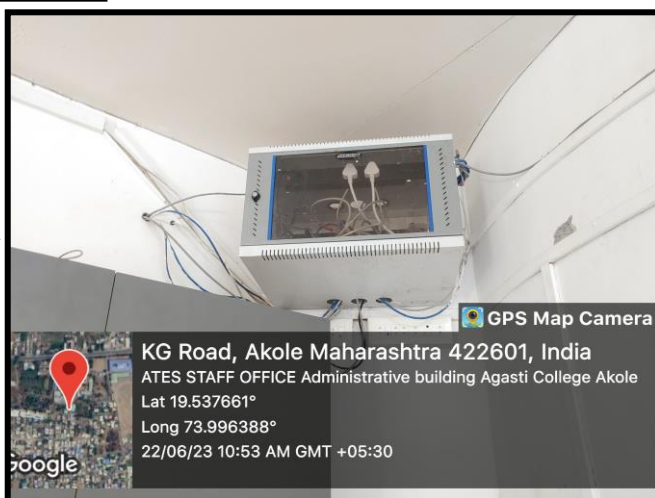 GPS Map Camera
KG Road, Akole Maharashtra 422601, India
ATES STAFF OFFICE Administrative building Agasti College Akole
Lat 19.537661°
Long 73.996388°
22/06/23 10:53 AM GMT +05:30
Google